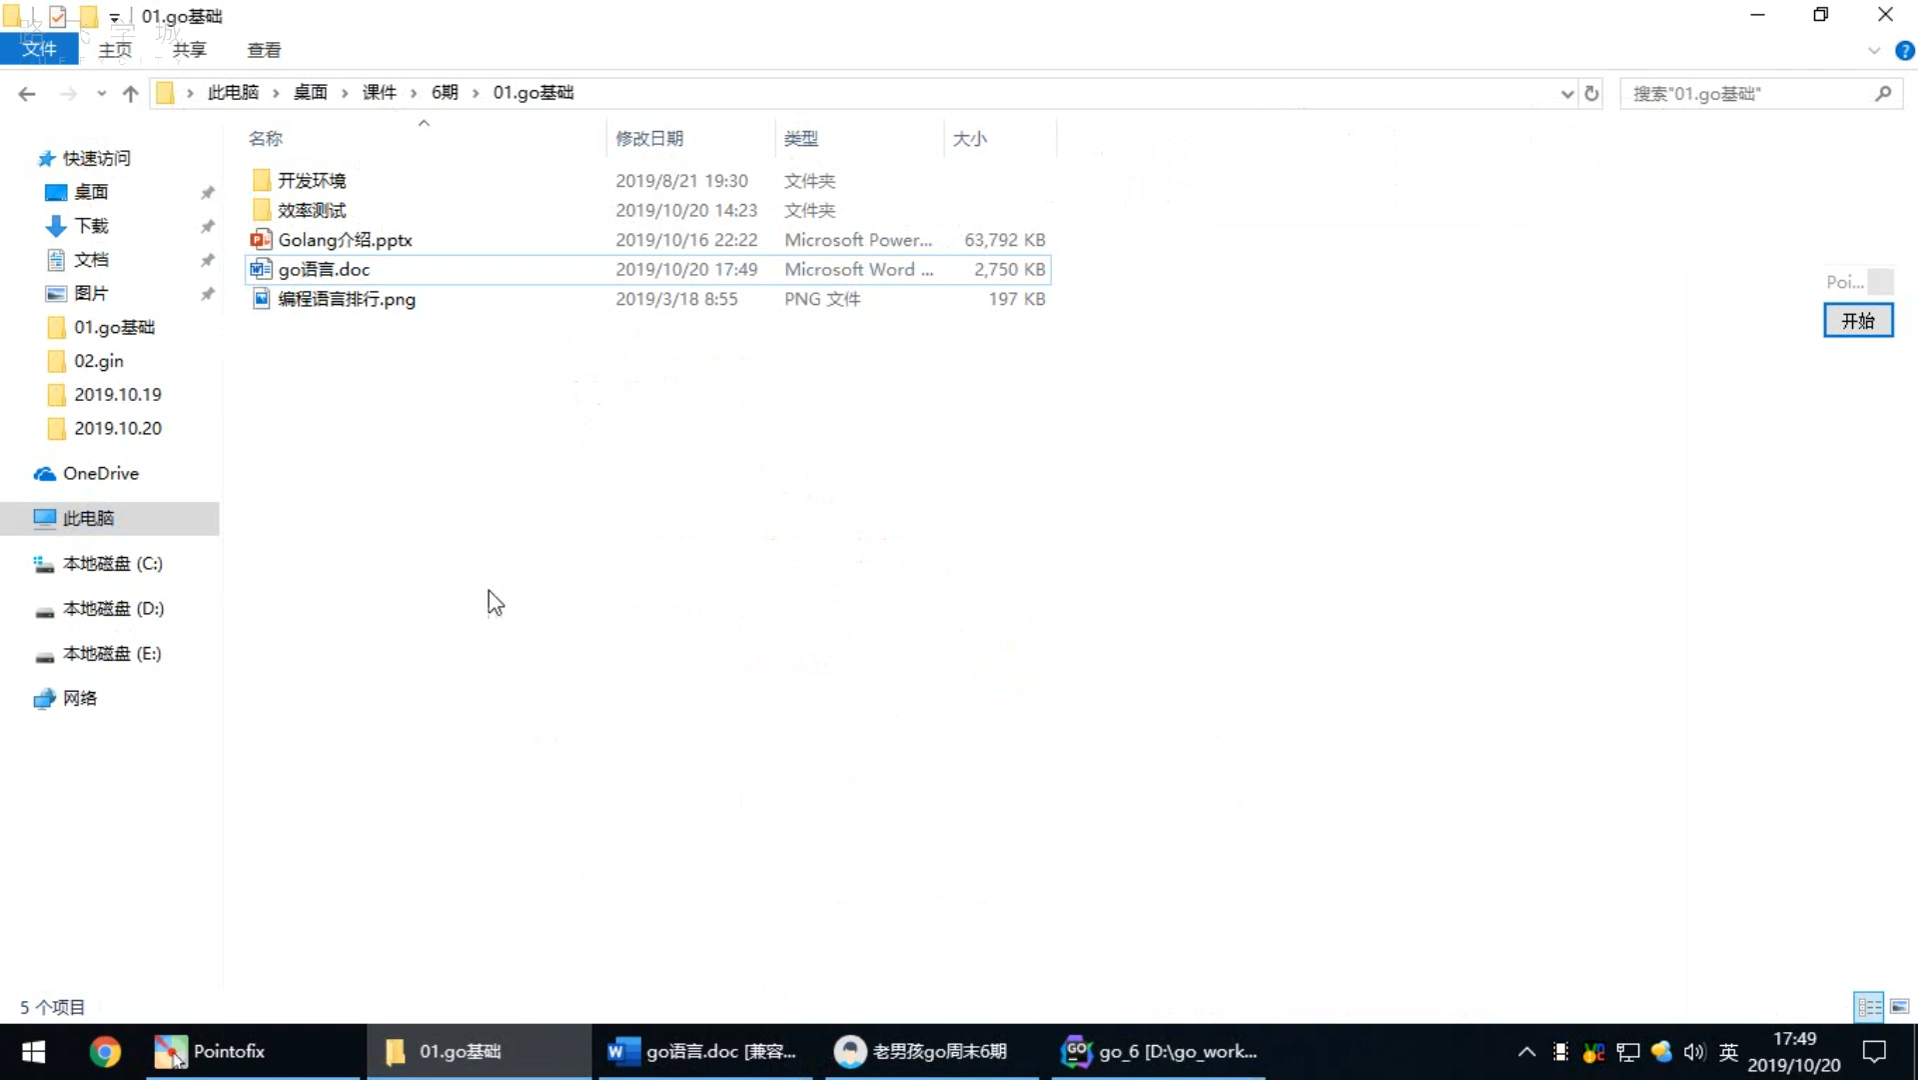 01.go基础
路飞学城
文件 主页 共享 查看
此电脑 › 桌面 › 课件 › 6期 › 01.go基础
搜索"01.go基础"
名称 修改日期 类型 大小
开发环境 2019/8/21 19:30 文件夹
效率测试 2019/10/20 14:23 文件夹
Golang介绍.pptx 2019/10/16 22:22 Microsoft Power... 63,792 KB
go语言.doc 2019/10/20 17:49 Microsoft Word ... 2,750 KB
编程语言排行.png 2019/3/18 8:55 PNG 文件 197 KB
快速访问
桌面
下载
文档
图片
01.go基础
02.gin
2019.10.19
2019.10.20
OneDrive
此电脑
本地磁盘 (C:)
本地磁盘 (D:)
本地磁盘 (E:)
网络
Poi...
开始
5 个项目
Pointofix
01.go基础
go语言.doc [兼容...
老男孩go周末6期
go_6 [D:\go_work...
英
17:49
2019/10/20